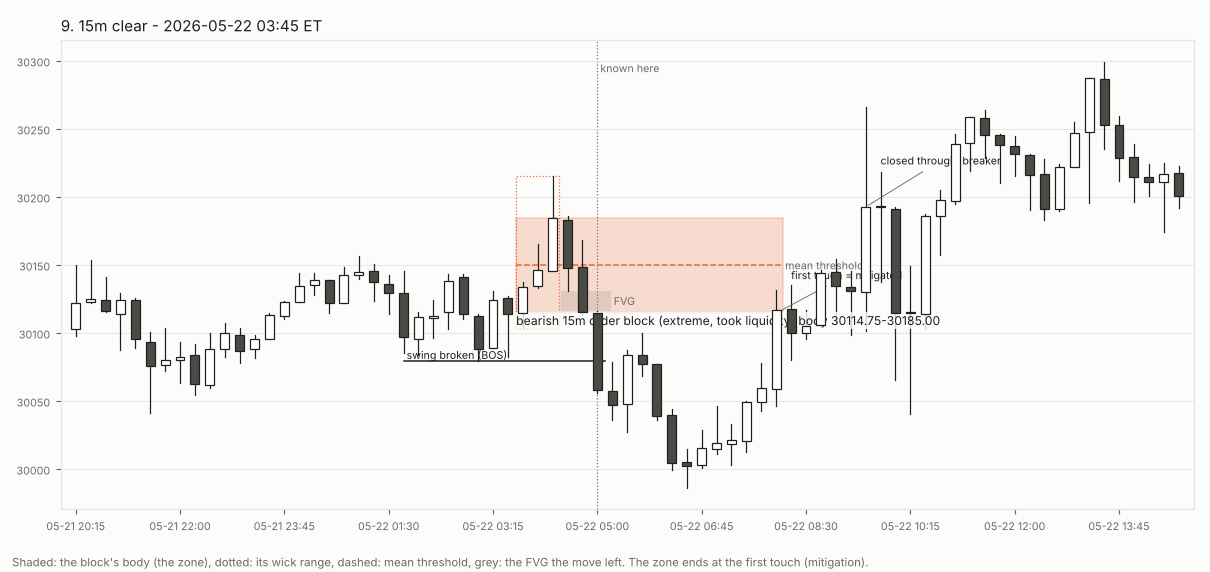 9. 15m clear - 2026-05-22 03:45 ET
30300
30250
30200
30150
30100
30050
30000
known here
closed through = breaker
mean threshold
first touch = mitigated
FVG
bearish 15m order block (extreme, took liquidity) body 30114.75-30185.00
swing broken (BOS)
05-21 20:15
05-21 22:00
05-21 23:45
05-22 01:30
05-22 03:15
05-22 05:00
05-22 06:45
05-22 08:30
05-22 10:15
05-22 12:00
05-22 13:45
Shaded: the block's body (the zone), dotted: its wick range, dashed: mean threshold, grey: the FVG the move left. The zone ends at the first touch (mitigation).